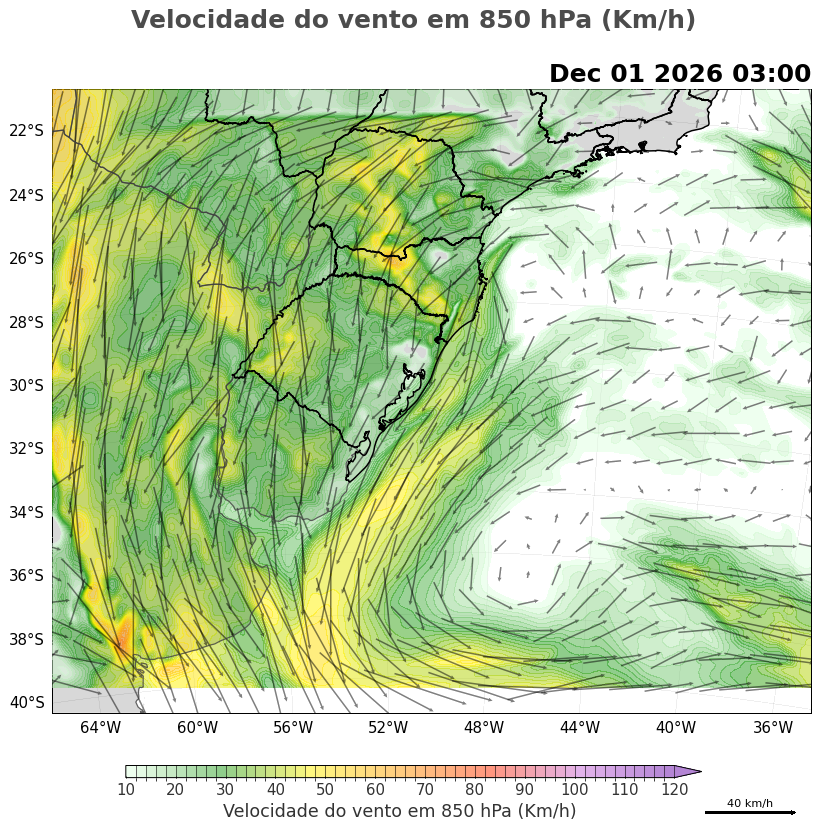 Velocidade do vento em 850 hPa (Km/h)
Dec 01 2026 03:00
22°S
24°S
26°S
28°S
30°S
32°S
34°S
36°S
38°S
40°S
64°W 60°W 56°W 52°W 48°W 44°W 40°W 36°W
10 20 30 40 50 60 70 80 90 100 110 120
Velocidade do vento em 850 hPa (Km/h)
40 km/h